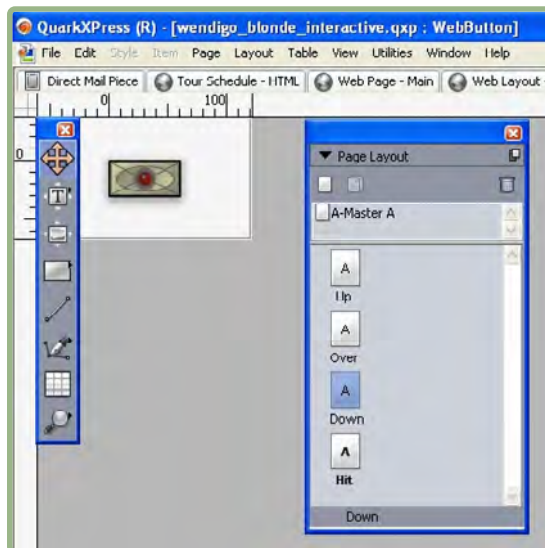 QuarkXPress (R) - [wendigo_blonde_interactive.qxp : WebButton]
File Edit Style Item Page Layout Table View Utilities Window Help
Direct Mail Piece Tour Schedule - HTML Web Page - Main Web Layout -
0 100
0
Page Layout
A-Master A
A
Up
A
Over
A
Down
A
Hit
Down